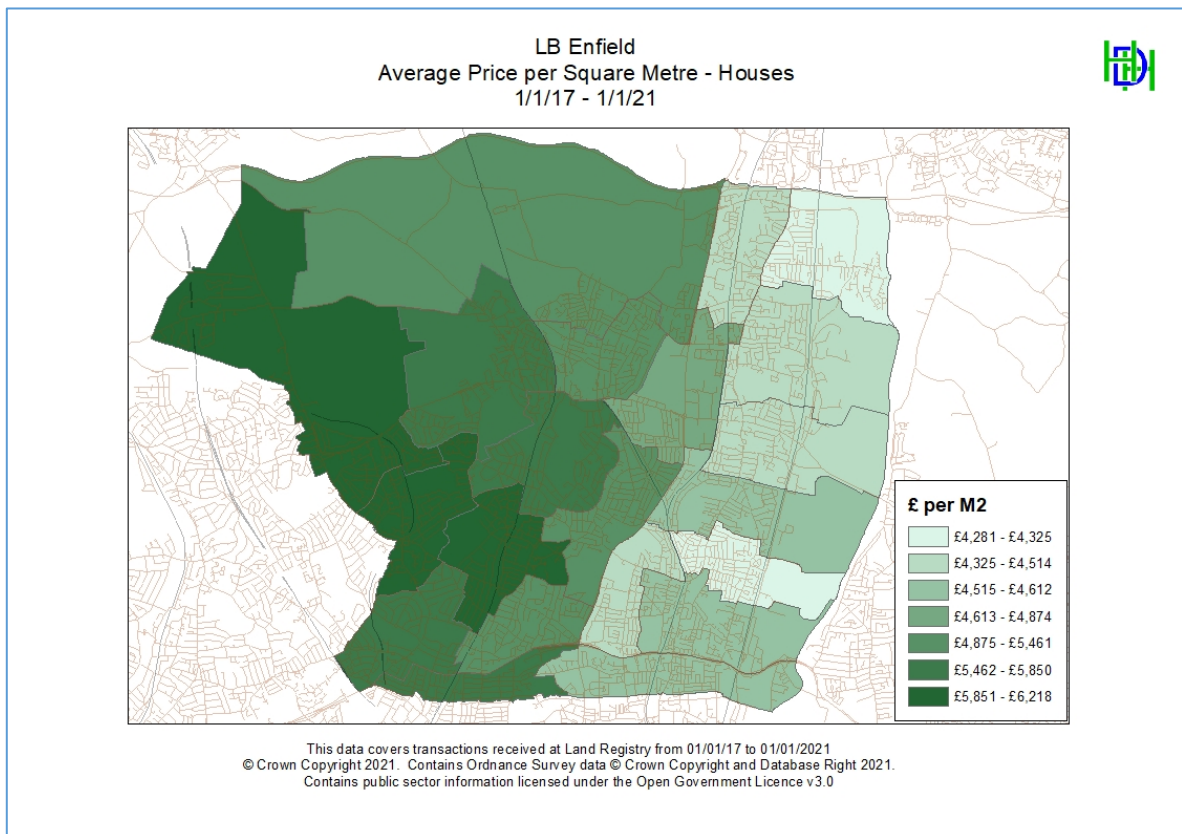 LB Enfield
Average Price per Square Metre - Houses
1/1/17 - 1/1/21
HDH
£ per M2
£4,281 - £4,325
£4,325 - £4,514
£4,515 - £4,612
£4,613 - £4,874
£4,875 - £5,461
£5,462 - £5,850
£5,851 - £6,218
This data covers transactions received at Land Registry from 01/01/17 to 01/01/2021
© Crown Copyright 2021. Contains Ordnance Survey data © Crown Copyright and Database Right 2021.
Contains public sector information licensed under the Open Government Licence v3.0